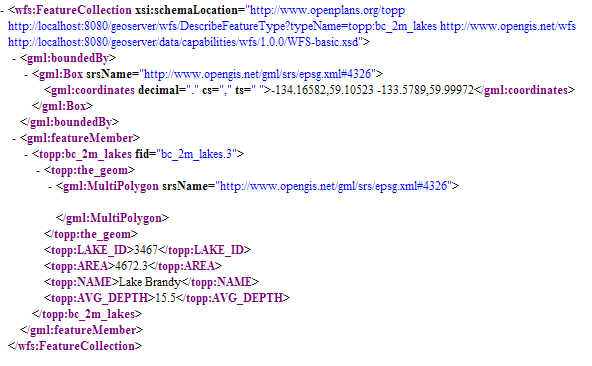 - <wfs:FeatureCollection xsi:schemaLocation="http://www.openplans.org/topp
http://localhost:8080/geoserver/wfs/DescribeFeatureType?typeName=topp:bc_2m_lakes http://www.opengis.net/wfs
http://localhost:8080/geoserver/data/capabilities/wfs/1.0.0/WFS-basic.xsd">
- <gml:boundedBy>
- <gml:Box srsName="http://www.opengis.net/gml/srs/epsg.xml#4326">
<gml:coordinates decimal="." cs="," ts=" ">-134.16582,59.10523 -133.5789,59.99972</gml:coordinates>
</gml:Box>
</gml:boundedBy>
- <gml:featureMember>
- <topp:bc_2m_lakes fid="bc_2m_lakes.3">
- <topp:the_geom>
- <gml:MultiPolygon srsName="http://www.opengis.net/gml/srs/epsg.xml#4326">
</gml:MultiPolygon>
</topp:the_geom>
<topp:LAKE_ID>3467</topp:LAKE_ID>
<topp:AREA>4672.3</topp:AREA>
<topp:NAME>Lake Brandy</topp:NAME>
<topp:AVG_DEPTH>15.5</topp:AVG_DEPTH>
</topp:bc_2m_lakes>
</gml:featureMember>
</wfs:FeatureCollection>